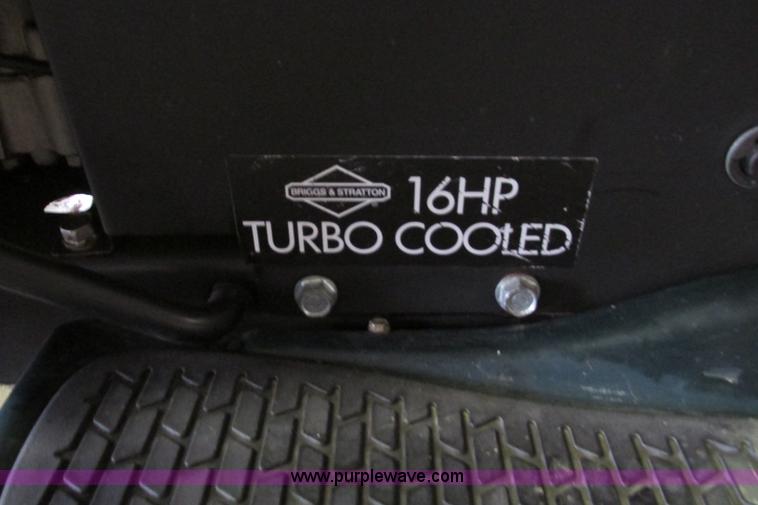 BRIGGS & STRATTON 16HP
TURBO COOLED
www.purplewave.com